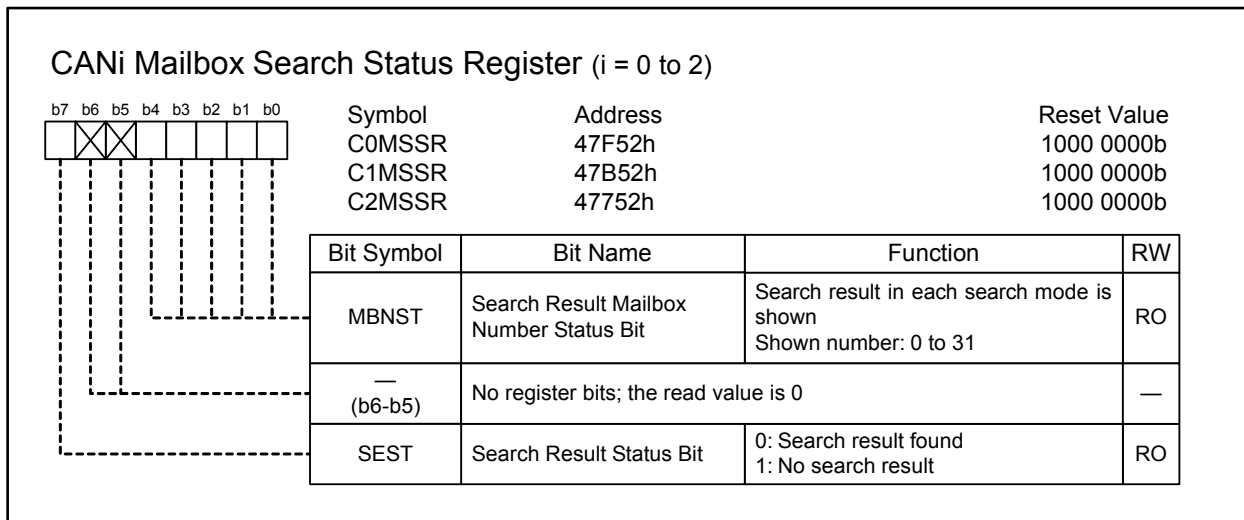 CANi Mailbox Search Status Register (i = 0 to 2)
b7 b6 b5 b4 b3 b2 b1 b0
Symbol Address Reset Value
C0MSSR 47F52h 1000 0000b
C1MSSR 47B52h 1000 0000b
C2MSSR 47752h 1000 0000b
Bit Symbol Bit Name Function RW
MBNST Search Result Mailbox Number Status Bit Search result in each search mode is shown Shown number: 0 to 31 RO
— (b6-b5) No register bits; the read value is 0 —
SEST Search Result Status Bit 0: Search result found 1: No search result RO